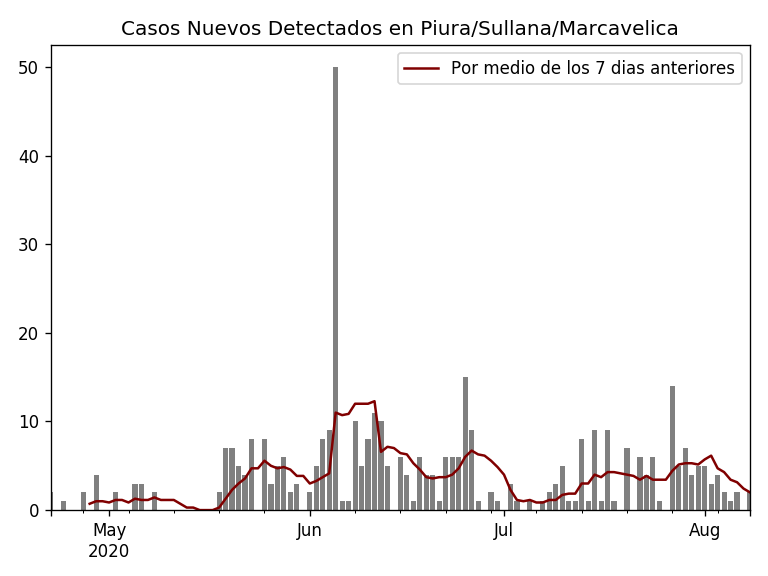 Casos Nuevos Detectados en Piura/Sullana/Marcavelica
Por medio de los 7 dias anteriores
50
40
30
20
10
0
May
2020
Jun
Jul
Aug